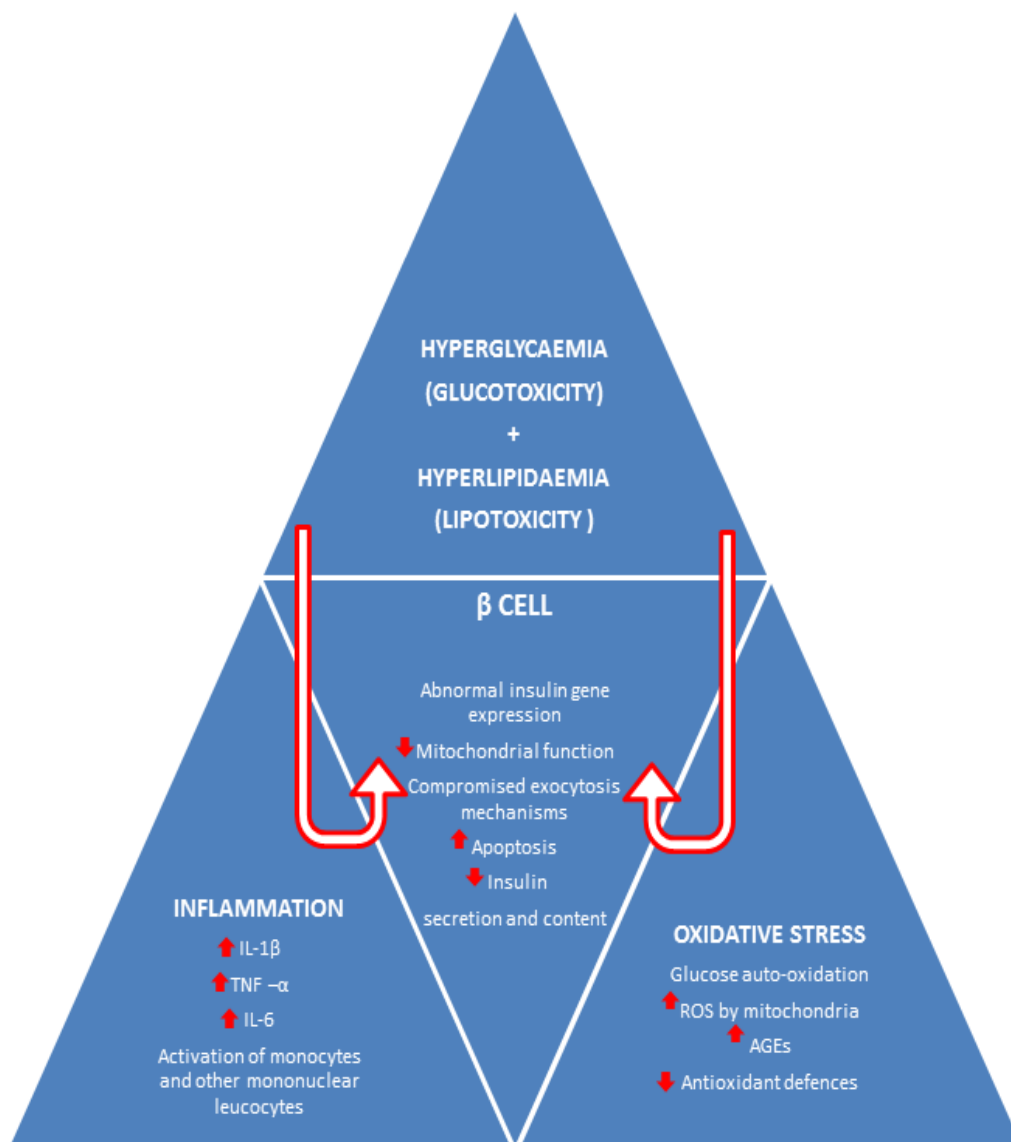 HYPERGLYCAEMIA
(GLUCOTOXICITY)
+
HYPERLIPIDAEMIA
(LIPOTOXICITY )
β CELL
Abnormal insulin gene
expression
Mitochondrial function
Compromised exocytosis
mechanisms
Apoptosis
Insulin
secretion and content
INFLAMMATION
IL-1β
TNF –α
IL-6
Activation of monocytes
and other mononuclear
leucocytes
OXIDATIVE STRESS
Glucose auto-oxidation
ROS by mitochondria
AGEs
Antioxidant defences